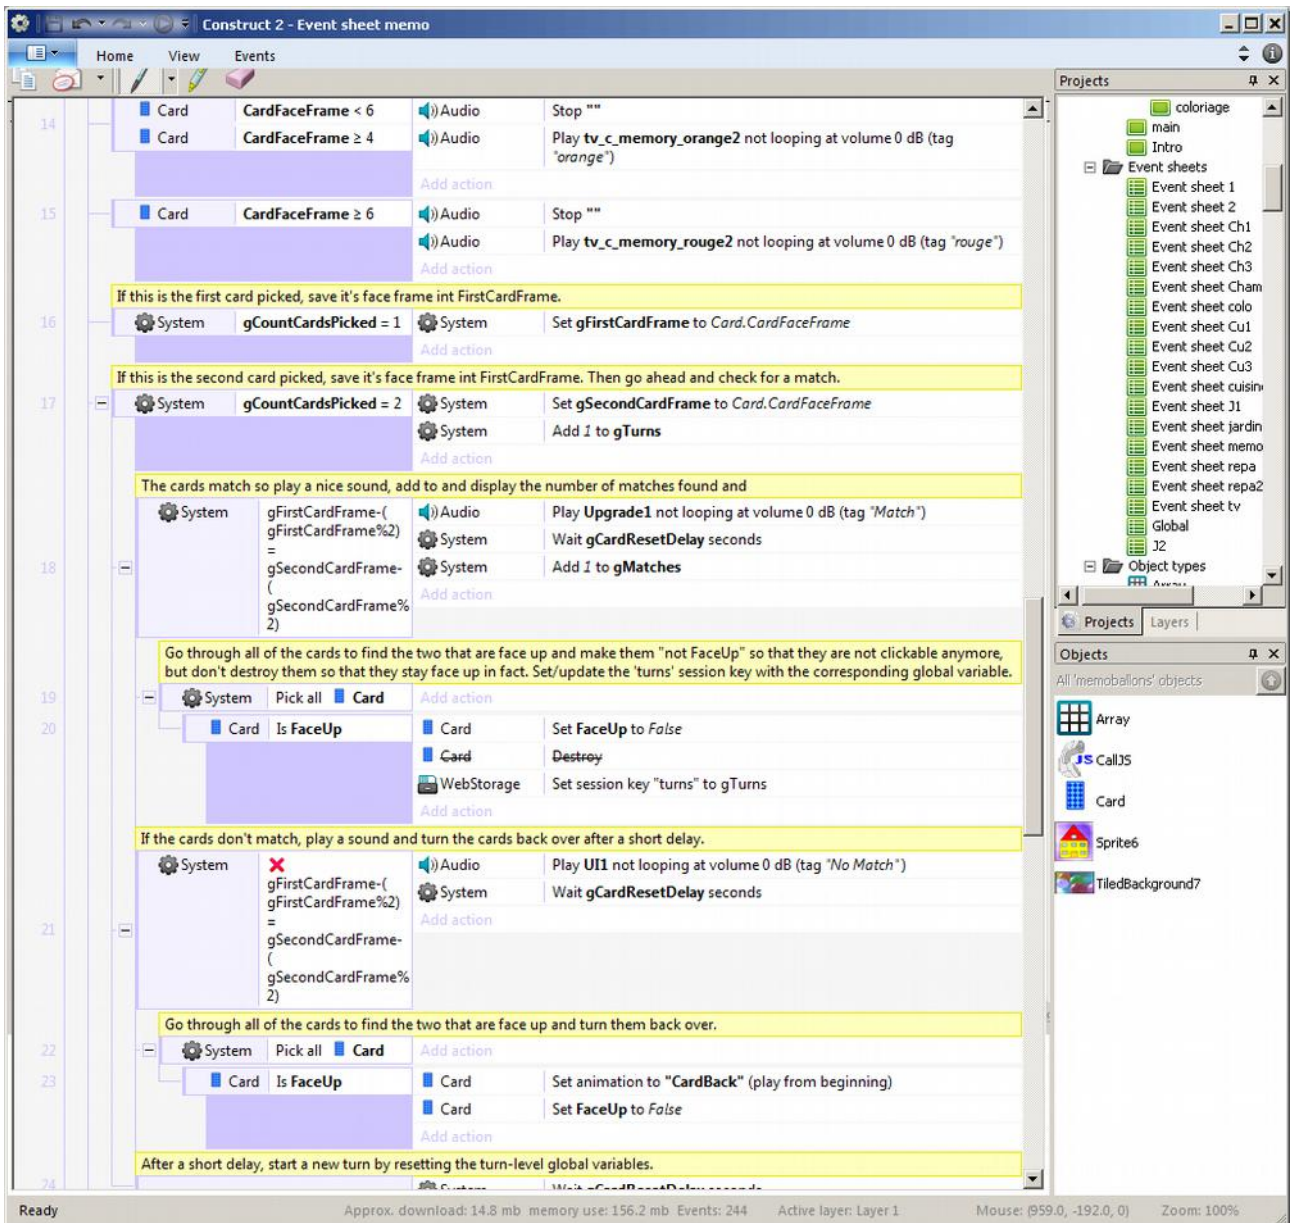 Construct 2 - Event sheet memo
Home View Events
14
Card CardFaceFrame < 6 Audio Stop ""
Card CardFaceFrame ≥ 4 Audio Play tv_c_memory_orange2 not looping at volume 0 dB (tag
"orange")
Add action
15
Card CardFaceFrame ≥ 6 Audio Stop ""
Audio Play tv_c_memory_rouge2 not looping at volume 0 dB (tag "rouge")
Add action
If this is the first card picked, save it's face frame int FirstCardFrame.
16 System gCountCardsPicked = 1 System Set gFirstCardFrame to Card.CardFaceFrame
Add action
If this is the second card picked, save it's face frame int FirstCardFrame. Then go ahead and check for a match.
17 System gCountCardsPicked = 2 System Set gSecondCardFrame to Card.CardFaceFrame
System Add 1 to gTurns
Add action
The cards match so play a nice sound, add to and display the number of matches found and
18
System
gFirstCardFrame-(
gFirstCardFrame%2)
=
gSecondCardFrame-
(
gSecondCardFrame%
2)
Audio Play Upgrade1 not looping at volume 0 dB (tag "Match")
System Wait gCardResetDelay seconds
System Add 1 to gMatches
Add action
Go through all of the cards to find the two that are face up and make them "not FaceUp" so that they are not clickable anymore,
but don't destroy them so that they stay face up in fact. Set/update the 'turns' session key with the corresponding global variable.
19 System Pick all Card Add action
20 Card Is FaceUp Card Set FaceUp to False
Card Destroy
WebStorage Set session key "turns" to gTurns
Add action
If the cards don't match, play a sound and turn the cards back over after a short delay.
21
System
gFirstCardFrame-(
gFirstCardFrame%2)
=
gSecondCardFrame-
(
gSecondCardFrame%
2)
Audio Play UI1 not looping at volume 0 dB (tag "No Match")
System Wait gCardResetDelay seconds
Add action
Go through all of the cards to find the two that are face up and turn them back over.
22 System Pick all Card Add action
23 Card Is FaceUp Card Set animation to "CardBack" (play from beginning)
Card Set FaceUp to False
Add action
After a short delay, start a new turn by resetting the turn-level global variables.
24 System Wait gCardResetDelay seconds
Projects
coloriage
main
Intro
Event sheets
Event sheet 1
Event sheet 2
Event sheet Ch1
Event sheet Ch2
Event sheet Ch3
Event sheet Cham
Event sheet colo
Event sheet Cu1
Event sheet Cu2
Event sheet Cu3
Event sheet cuisin
Event sheet J1
Event sheet jardin
Event sheet memo
Event sheet repa
Event sheet repa2
Event sheet tv
Global
J2
Object types
Array
Projects Layers
Objects
All 'memoballons' objects
Array
JS CallJS
Card
Sprite6
TiledBackground7
Ready Approx. download: 14.8 mb memory use: 156.2 mb Events: 244 Active layer: Layer 1 Mouse: (959.0, -192.0, 0) Zoom: 100%